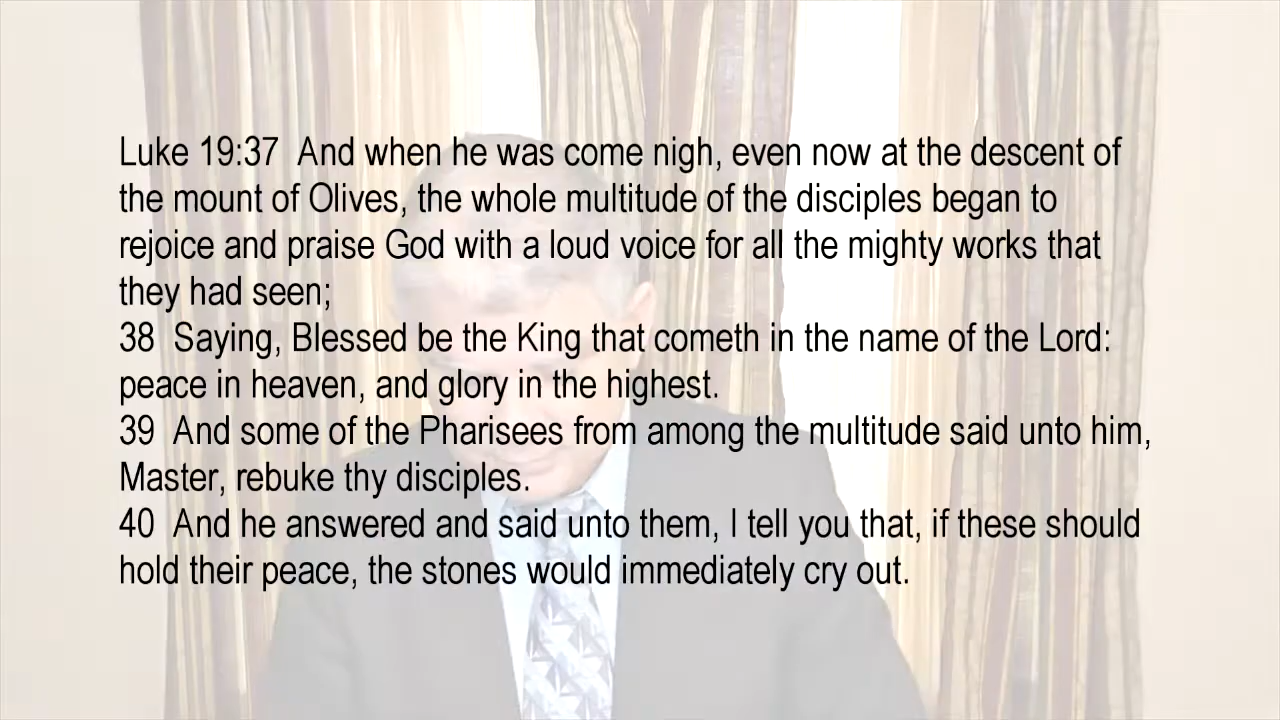 Luke 19:37  And when he was come nigh, even now at the descent of
the mount of Olives, the whole multitude of the disciples began to
rejoice and praise God with a loud voice for all the mighty works that
they had seen;
38  Saying, Blessed be the King that cometh in the name of the Lord:
peace in heaven, and glory in the highest.
39  And some of the Pharisees from among the multitude said unto him,
Master, rebuke thy disciples.
40  And he answered and said unto them, I tell you that, if these should
hold their peace, the stones would immediately cry out.